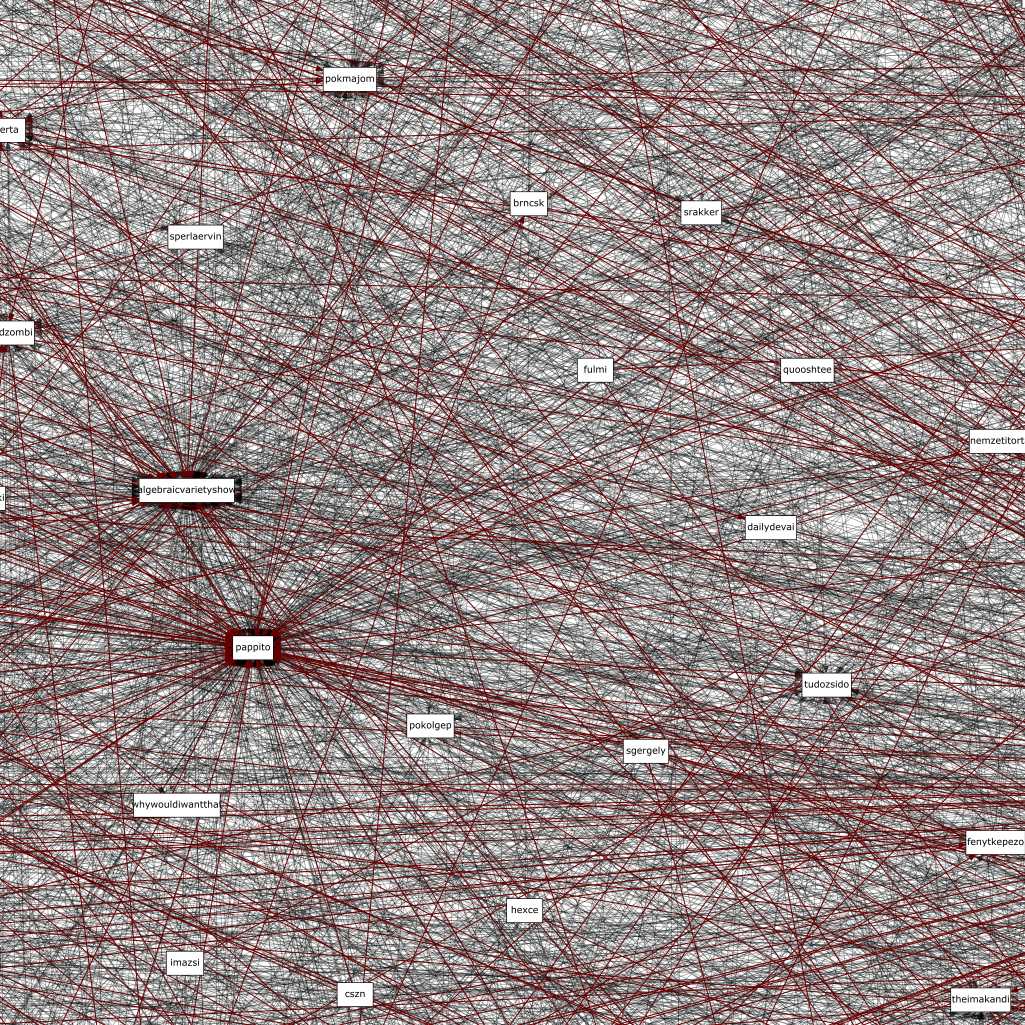 pokmajom
erta
brncsk
srakker
sperlaervin
dzombi
fulmi
quooshtee
nemzetitort
algebraicvarietyshow
dailydevai
pappito
tudozsido
pokolgep
sgergely
whywouldiwanttha
fenytkepezo
hexce
imazsi
cszn
theimakandi